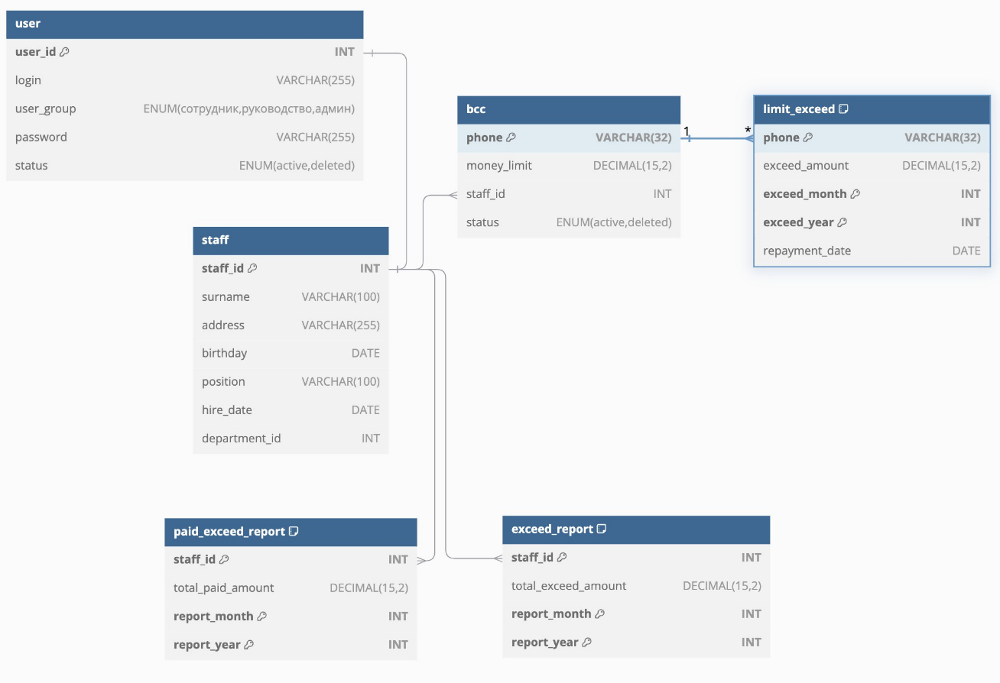 user
user_id INT
login VARCHAR(255)
user_group ENUM(сотрудник,руководство,админ)
password VARCHAR(255)
status ENUM(active,deleted)
bcc
phone VARCHAR(32)
money_limit DECIMAL(15,2)
staff_id INT
status ENUM(active,deleted)
1 *
limit_exceed
phone VARCHAR(32)
exceed_amount DECIMAL(15,2)
exceed_month INT
exceed_year INT
repayment_date DATE
staff
staff_id INT
surname VARCHAR(100)
address VARCHAR(255)
birthday DATE
position VARCHAR(100)
hire_date DATE
department_id INT
paid_exceed_report
staff_id INT
total_paid_amount DECIMAL(15,2)
report_month INT
report_year INT
exceed_report
staff_id INT
total_exceed_amount DECIMAL(15,2)
report_month INT
report_year INT